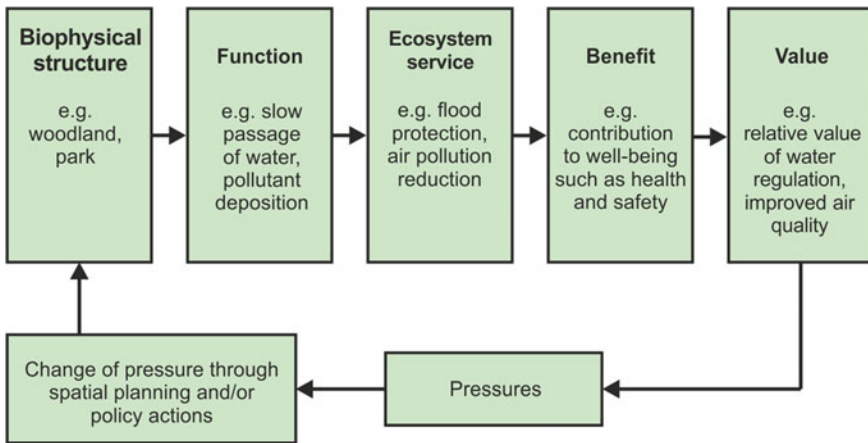 Biophysical
structure
e.g.
woodland,
park
Function
e.g. slow
passage
of water,
pollutant
deposition
Ecosystem
service
e.g. flood
protection,
air pollution
reduction
Benefit
e.g.
contribution
to well-being
such as health
and safety
Value
e.g.
relative value
of water
regulation,
improved air
quality
Change of pressure through
spatial planning and/or
policy actions
Pressures